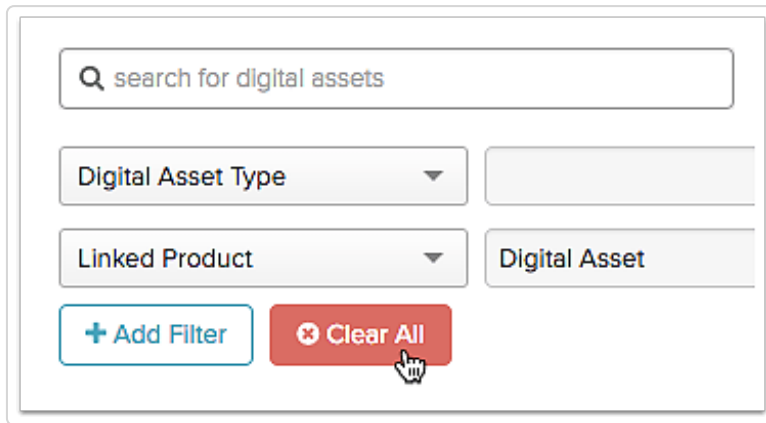 search for digital assets
Digital Asset Type
Linked Product
Digital Asset
Add Filter
Clear All